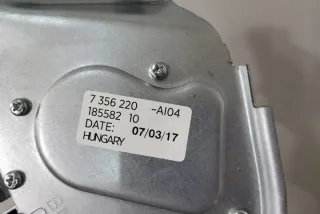 7 356 220 -AI04
185582 10
DATE: 07/03/17
HUNGARY